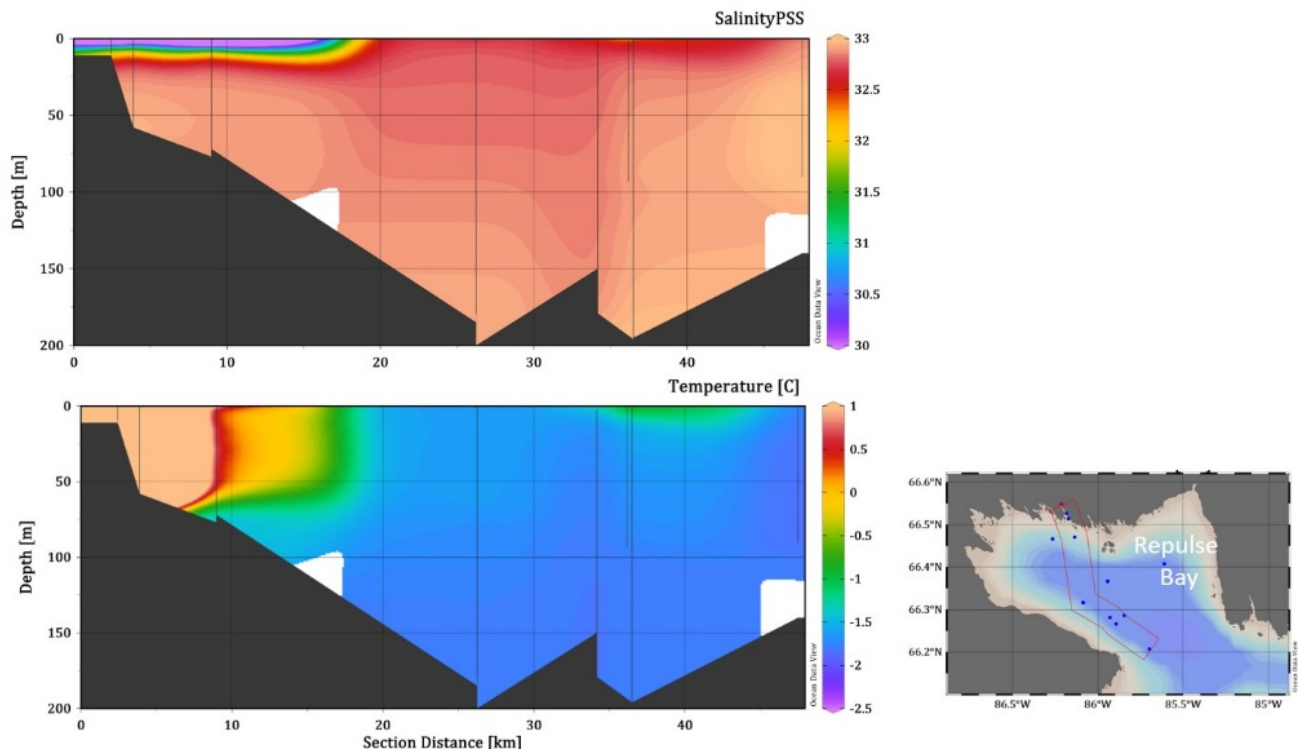 SalinityPSS
0
50
100
150
200
Depth [m]
0
10
20
30
40
33
32.5
32
31.5
31
30.5
30
Ocean Data View
Temperature [C]
0
50
100
150
200
Depth [m]
0
10
20
30
40
Section Distance [km]
1
0.5
0
-0.5
-1
-1.5
-2
-2.5
Ocean Data View
66.6°N
66.5°N
66.4°N
66.3°N
66.2°N
Repulse
Bay
86.5°W
86°W
85.5°W
85°W
Ocean Data View